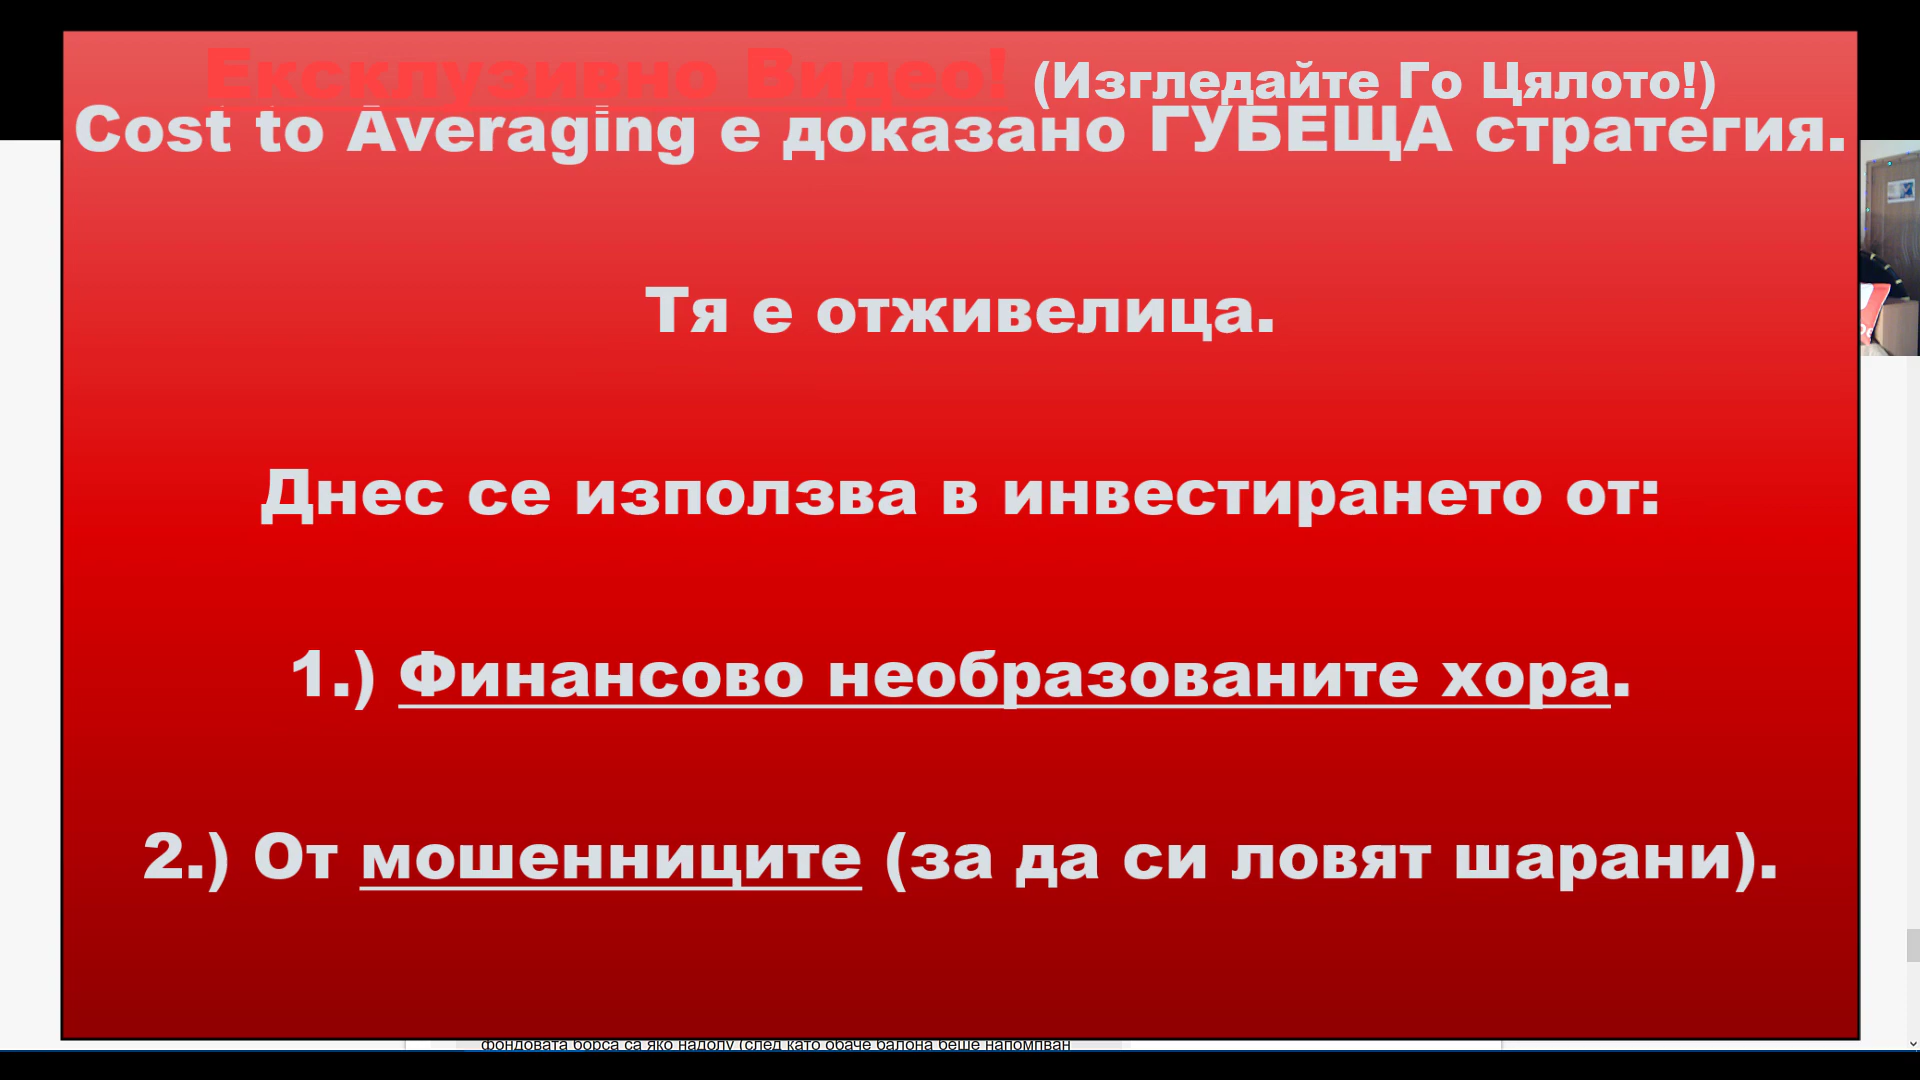 Ексклузивно Видео! (Изгледайте Го Цялото!)
Cost to Averaging е доказано ГУБЕЩА стратегия.
Тя е отживелица.
Днес се използва в инвестирането от:
1.) Финансово необразованите хора.
2.) От мошенниците (за да си ловят шарани).
фондовата борса са яко надолу (след като обаче балона беше напомпван